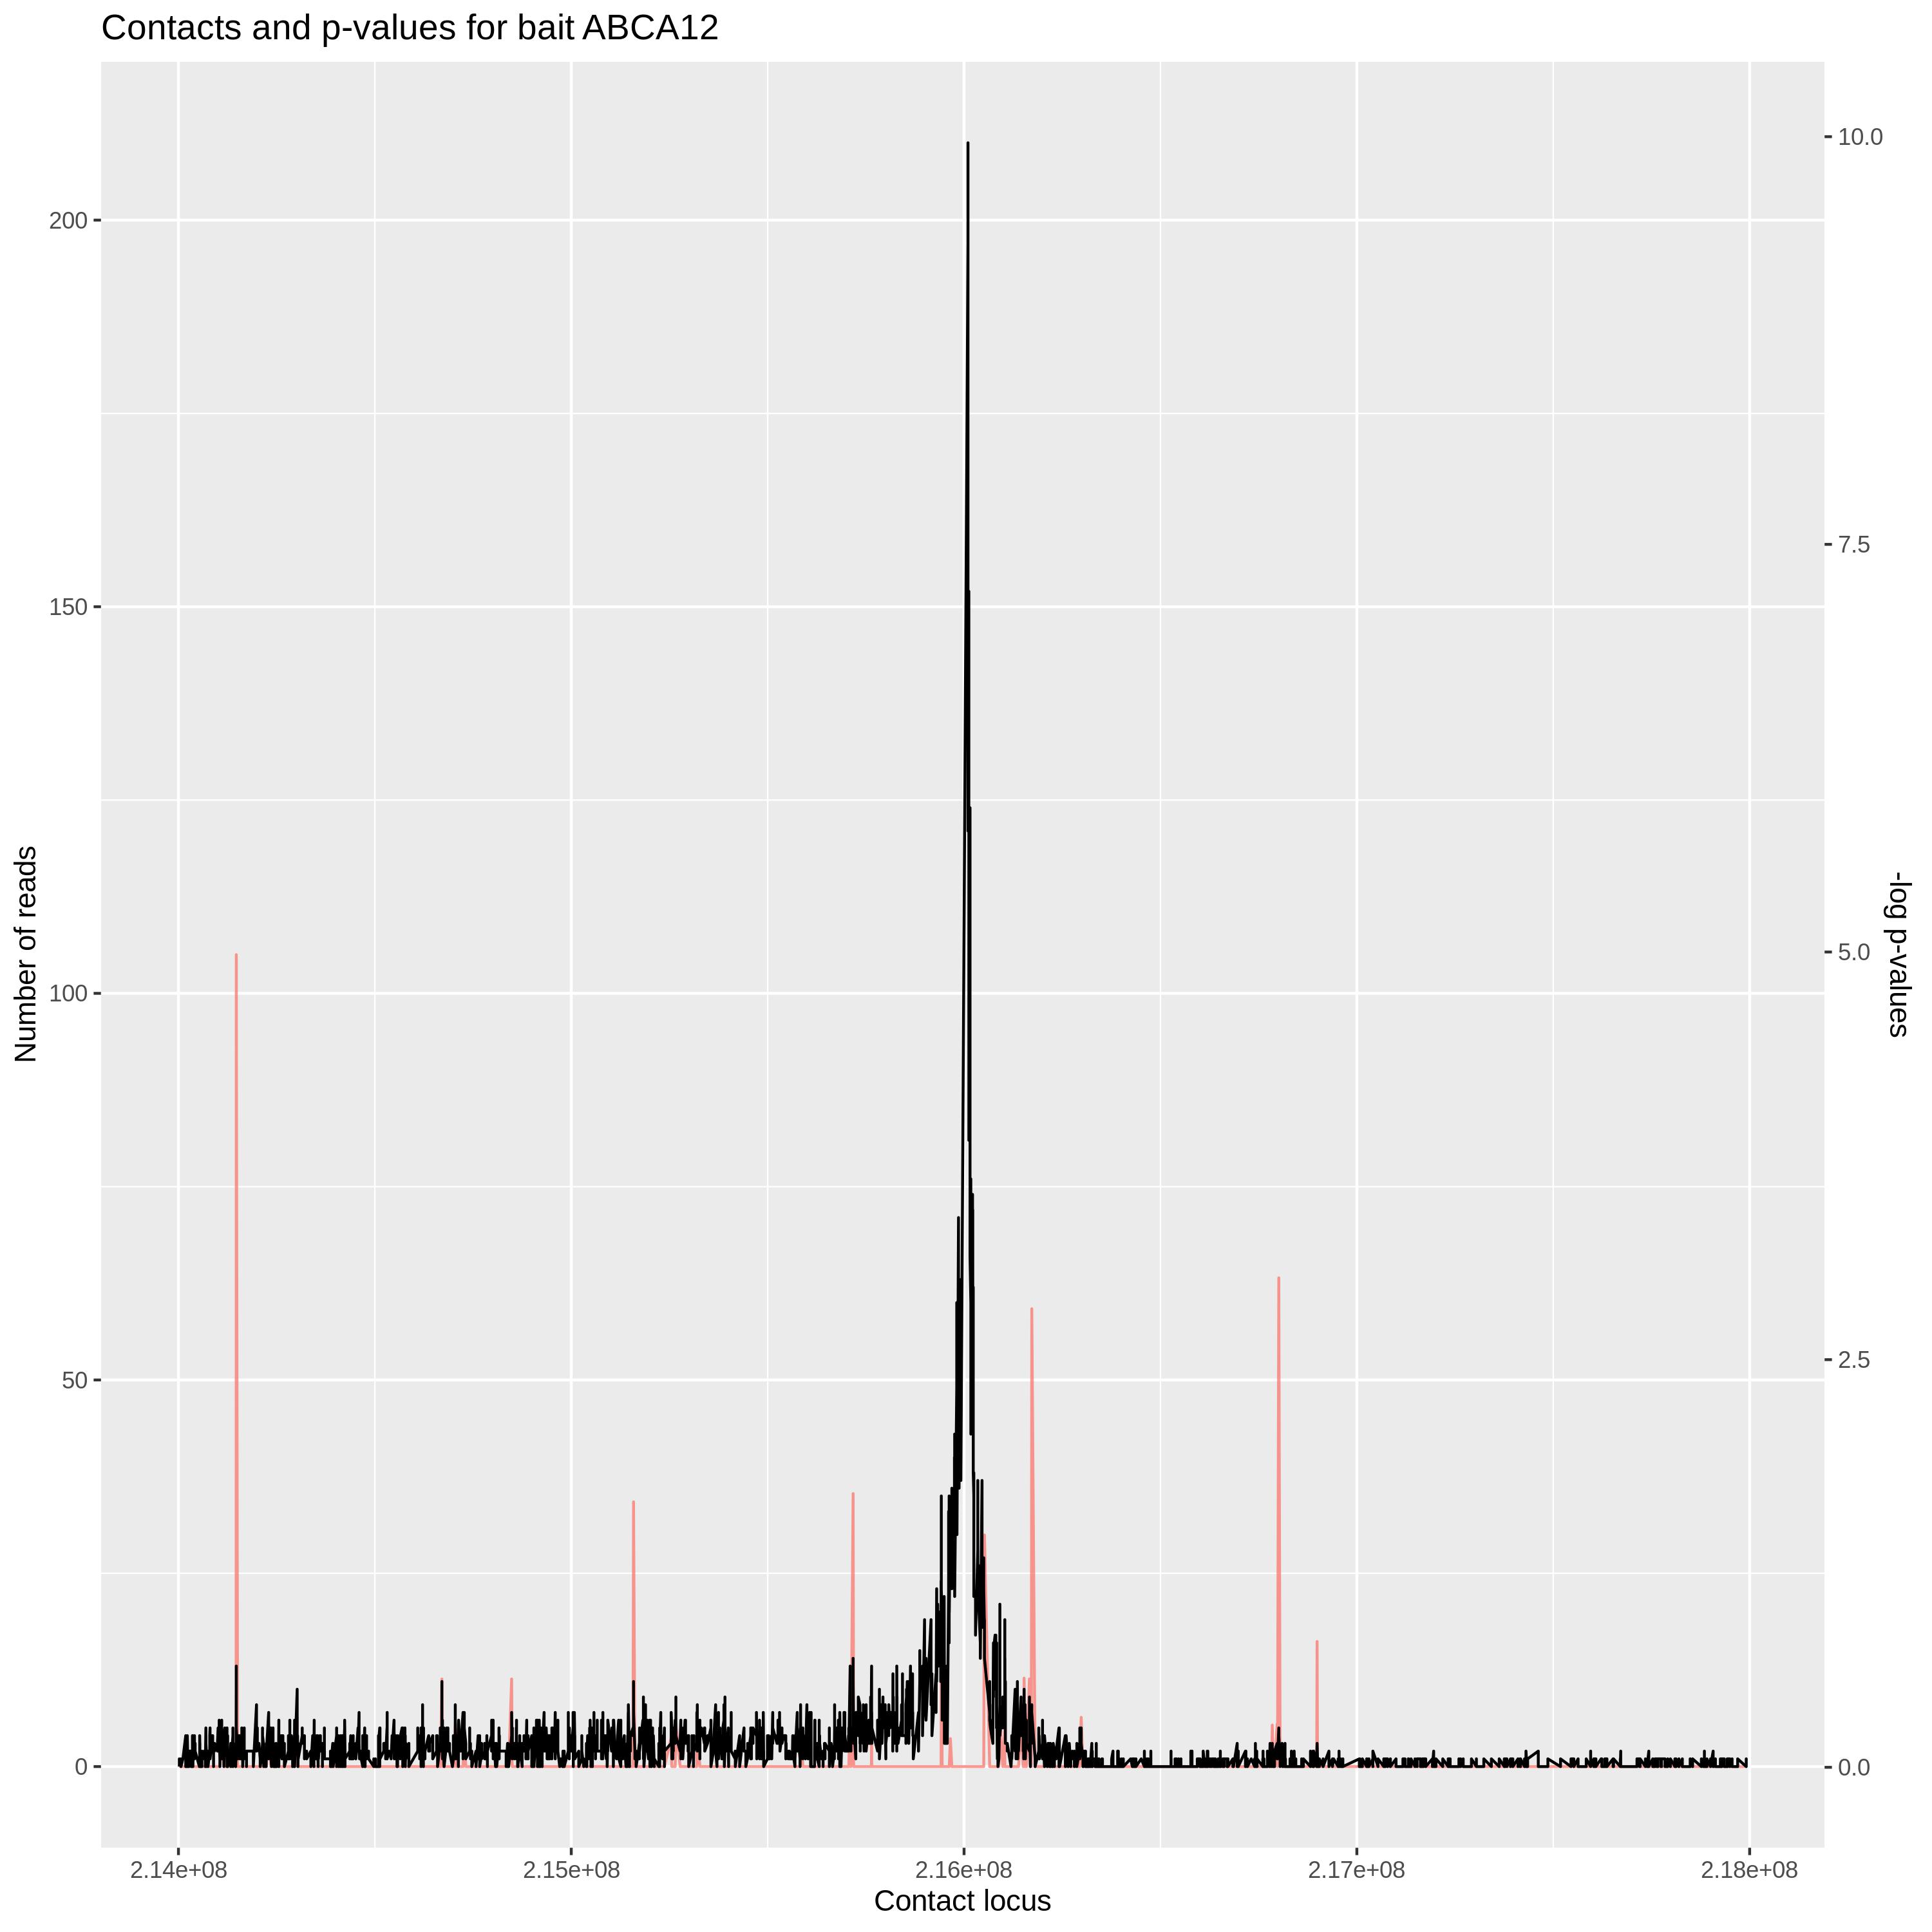 Contacts and p-values for bait ABCA12
Number of reads
200
150
100
50
0
10.0
7.5
5.0
2.5
0.0
-log p-values
2.14e+08
2.15e+08
2.16e+08
2.17e+08
2.18e+08
Contact locus